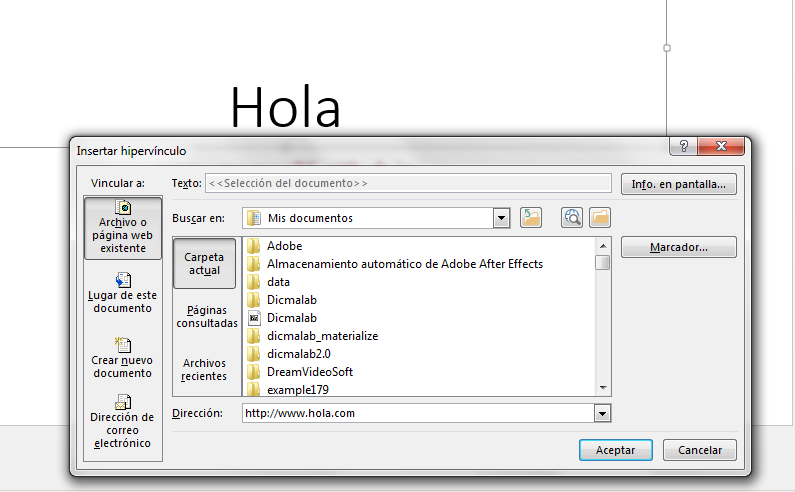 Hola
Insertar hipervínculo
?
Vincular a:
Texto: <<Selección del documento>>
Info. en pantalla...
Archivo o
página web
existente
Buscar en: Mis documentos
Marcador...
Lugar de este
documento
Crear nuevo
documento
Dirección de
correo
electrónico
Carpeta
actual
Páginas
consultadas
Archivos
recientes
Adobe
Almacenamiento automático de Adobe After Effects
data
Dicmalab
Dicmalab
dicmalab_materialize
dicmalab2.0
DreamVideoSoft
example179
Dirección: http://www.hola.com
Aceptar
Cancelar